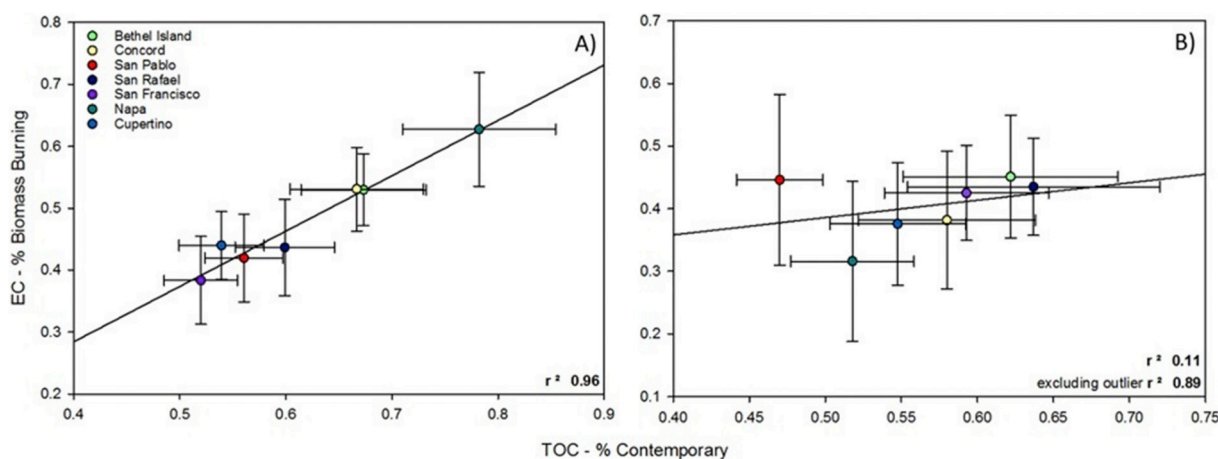 0.8
0.7
0.6
0.5
0.4
0.3
0.2
EC - % Biomass Burning
Bethel Island
Concord
San Pablo
San Rafael
San Francisco
Napa
Cupertino
A)
r ² 0.96
0.4 0.5 0.6 0.7 0.8 0.9
0.7
0.6
0.5
0.4
0.3
0.2
0.1
B)
r ² 0.11
excluding outlier r ² 0.89
0.40 0.45 0.50 0.55 0.60 0.65 0.70 0.75
TOC - % Contemporary